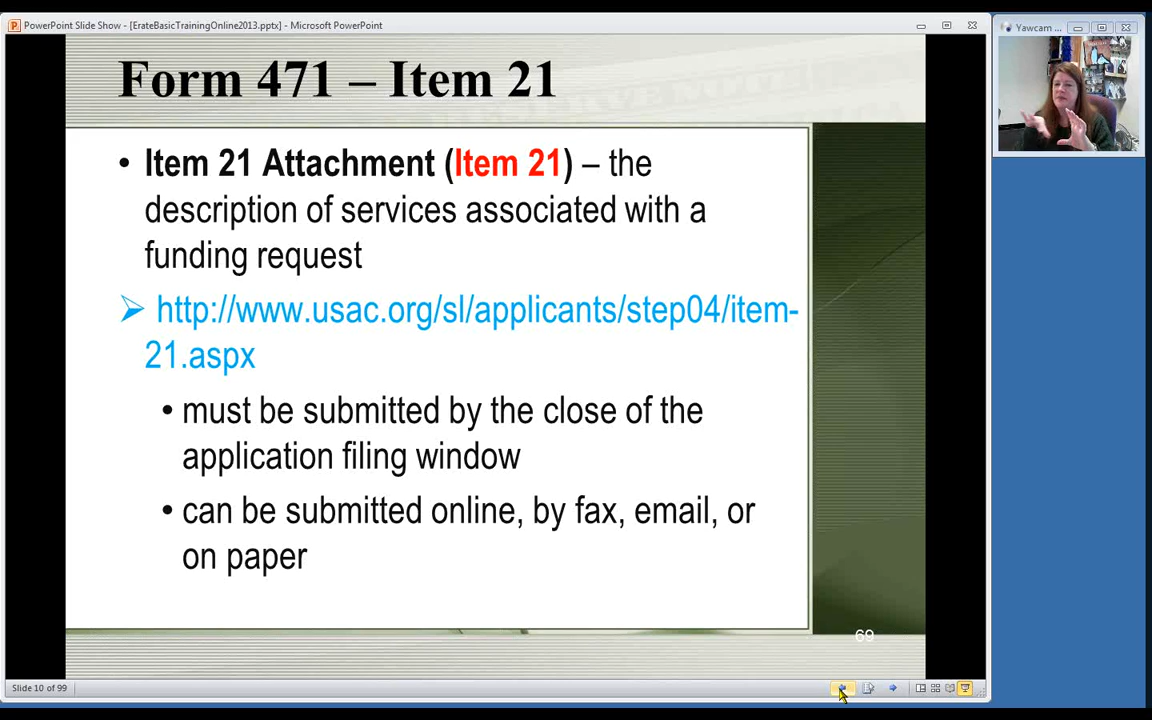 PowerPoint Slide Show - [ErateBasicTrainingOnline2013.pptx] - Microsoft PowerPoint
Yawcam ...
Form 471 – Item 21
• Item 21 Attachment (Item 21) – the
description of services associated with a
funding request
http://www.usac.org/sl/applicants/step04/item-
21.aspx
• must be submitted by the close of the
application filing window
• can be submitted online, by fax, email, or
on paper
69
Slide 10 of 99